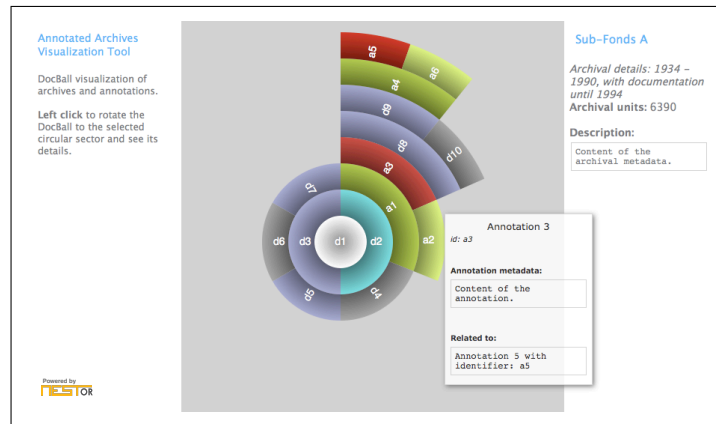 Annotated Archives
Visualization Tool
DocBall visualization of
archives and annotations.
Left click to rotate the
DocBall to the selected
circular sector and see its
details.
Powered by
NESTOR
a5
a6
a4
d9
d8
d10
a3
a1
a2
d7
d6
d3
d1
d2
d5
d4
Annotation 3
id: a3
Annotation metadata:
Content of the
annotation.
Related to:
Annotation 5 with
identifier: a5
Sub-Fonds A
Archival details: 1934 –
1990, with documentation
until 1994
Archival units: 6390
Description:
Content of the
archival metadata.